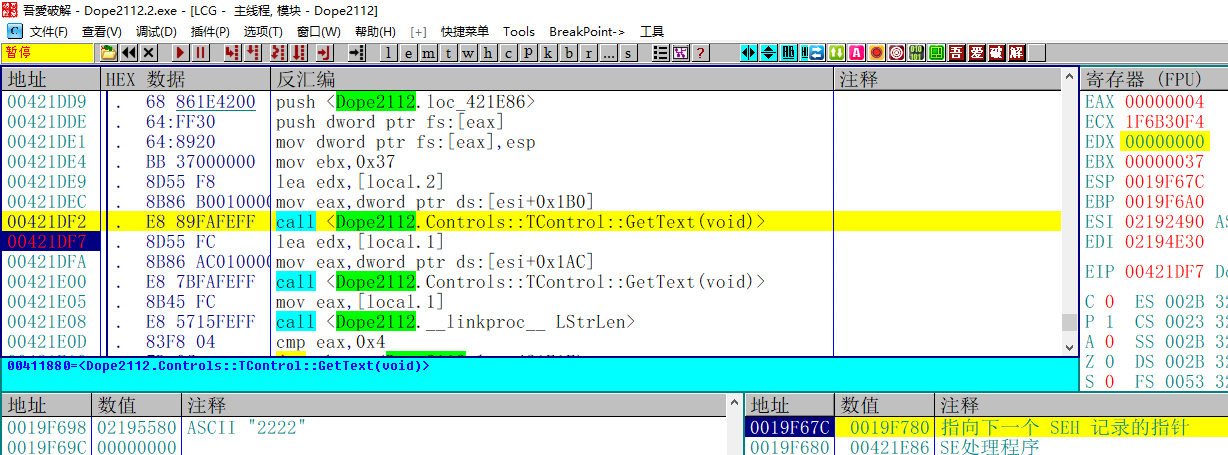 吾愛破解 - Dope2112.2.exe - [LCG - 主线程, 模块 - Dope2112]
C 文件(F) 查看(V) 调试(D) 插件(P) 选项(T) 窗口(W) 帮助(H) [+] 快捷菜单 Tools BreakPoint-> 工具
暂停 l e m t w h c p k b r ... s ? 吾 爱 破 解
地址 HEX 数据 反汇编 注释 寄存器 (FPU)
00421DD9 . 68 861E4200 push <Dope2112.loc_421E86> EAX 00000004
00421DDE . 64:FF30 push dword ptr fs:[eax] ECX 1F6B30F4
00421DE1 . 64:8920 mov dword ptr fs:[eax],esp EDX 00000000
00421DE4 . BB 37000000 mov ebx,0x37 EBX 00000037
00421DE9 . 8D55 F8 lea edx,[local.2] ESP 0019F67C
00421DEC . 8B86 B0010000 mov eax,dword ptr ds:[esi+0x1B0] EBP 0019F6A0
00421DF2 . E8 89FAFEFF call <Dope2112.Controls::TControl::GetText(void)> ESI 02192490 AS
00421DF7 . 8D55 FC lea edx,[local.1] EDI 02194E30
00421DFA . 8B86 AC010000 mov eax,dword ptr ds:[esi+0x1AC] EIP 00421DF7 Do
00421E00 . E8 7BFAFEFF call <Dope2112.Controls::TControl::GetText(void)>
00421E05 . 8B45 FC mov eax,[local.1] C 0 ES 002B 32
00421E08 . E8 5715FEFF call <Dope2112.__linkproc__ LStrLen> P 1 CS 0023 32
00421E0D . 83F8 04 cmp eax,0x4 A 0 SS 002B 32
00411880=<Dope2112.Controls::TControl::GetText(void)> Z 0 DS 002B 32
S 0 FS 0053 32
地址 数值 注释 地址 数值 注释
0019F698 02195580 ASCII "2222" 0019F67C 0019F780 指向下一个 SEH 记录的指针
0019F69C 00000000 0019F680 00421E86 SE处理程序